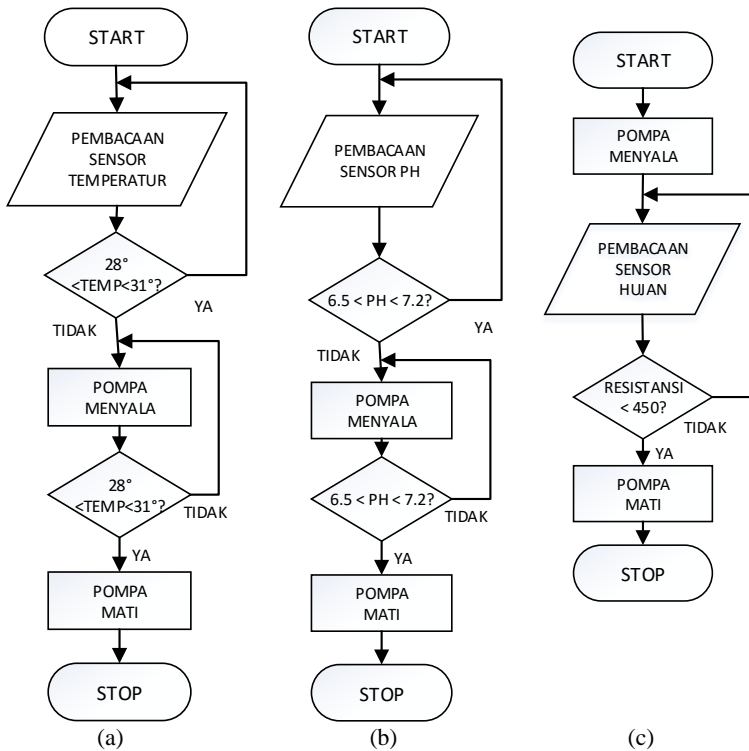 START
PEMBACAAN
SENSOR
TEMPERATUR
28°
<TEMP<31°?
YA
TIDAK
POMPA
MENYALA
28°
<TEMP<31°?
TIDAK
YA
POMPA
MATI
STOP
(a)
START
PEMBACAAN
SENSOR PH
6.5 < PH < 7.2?
YA
TIDAK
POMPA
MENYALA
6.5 < PH < 7.2?
TIDAK
YA
POMPA
MATI
STOP
(b)
START
POMPA
MENYALA
PEMBACAAN
SENSOR
HUJAN
RESISTANSI
< 450?
TIDAK
YA
POMPA
MATI
STOP
(c)